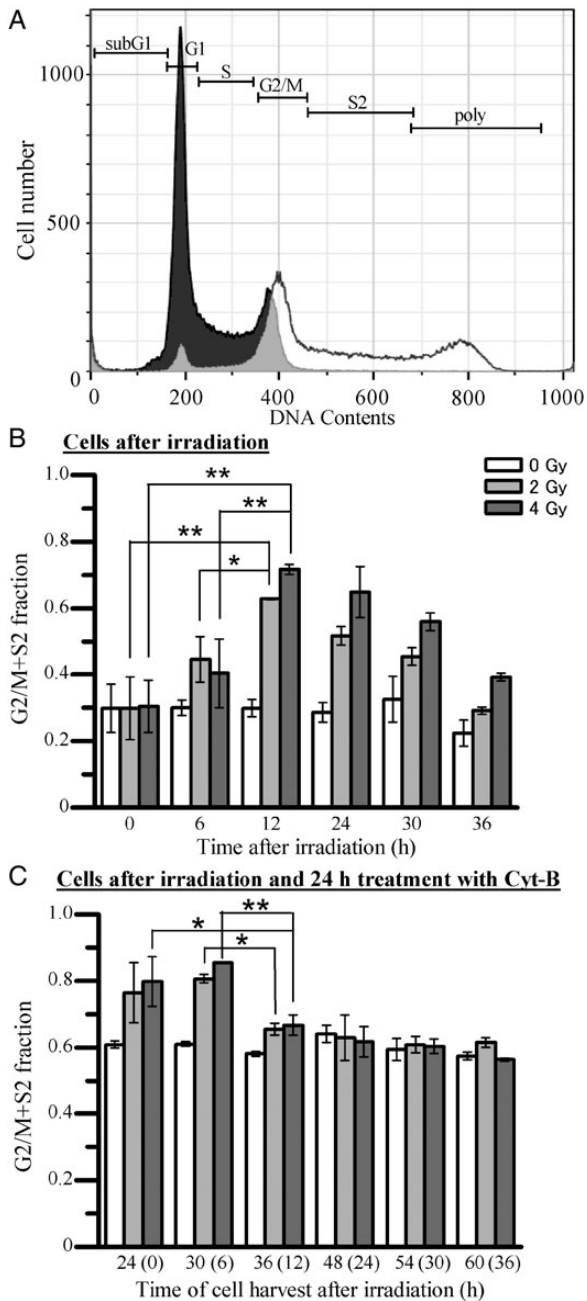 A
subG1
G1
S
G2/M
S2
poly
1000
500
0
Cell number
0 200 400 600 800 1000
DNA Contents
B Cells after irradiation
1.0
0.8
0.6
0.4
0.2
0
G2/M+S2 fraction
**
**
**
*
0 Gy
2 Gy
4 Gy
0 6 12 24 30 36
Time after irradiation (h)
C Cells after irradiation and 24 h treatment with Cyt-B
1.0
0.8
0.6
0.4
0.2
0
G2/M+S2 fraction
**
*
*
24 (0) 30 (6) 36 (12) 48 (24) 54 (30) 60 (36)
Time of cell harvest after irradiation (h)